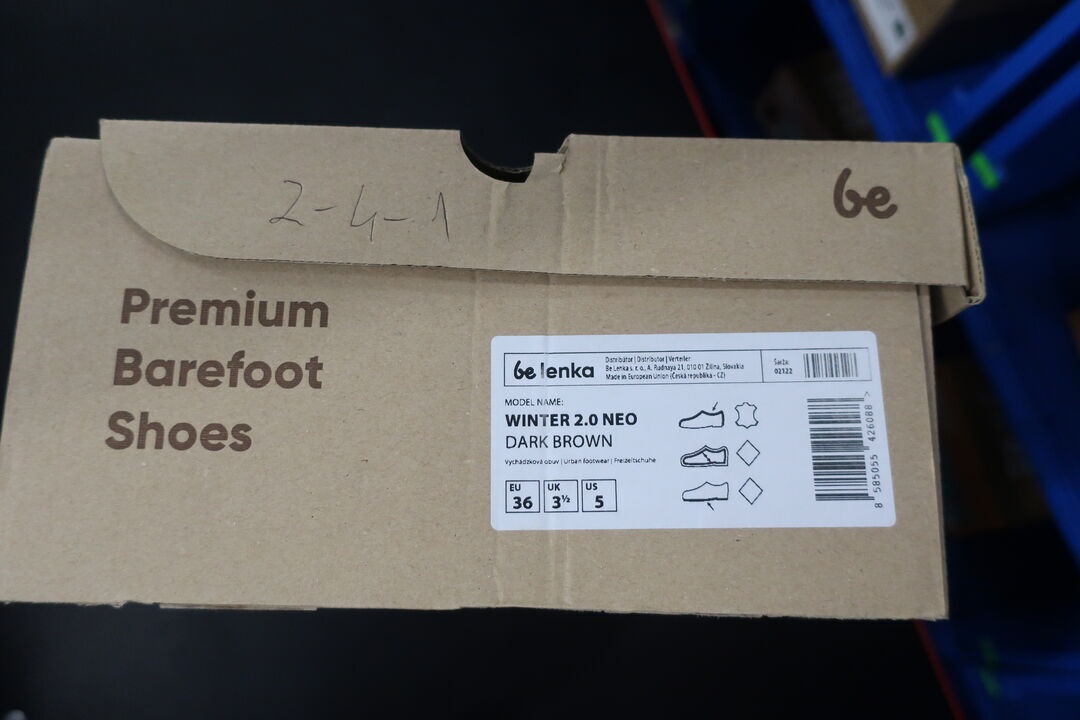 2-4-1
be
Premium
Barefoot
Shoes
be lenka
Distribútor | Distributor | Verteiler
Be Lenka s. r. o., A. Rudnaya 21, 010 01 Žilina, Slovakia
Made in European Union (Česká republika - CZ)
Šarža:
02122
MODEL NAME:
WINTER 2.0 NEO
DARK BROWN
Vychádzková obuv | Urban footwear | Freizeitschuhe
EU
36
UK
3½
US
5
8 585055 426088 >